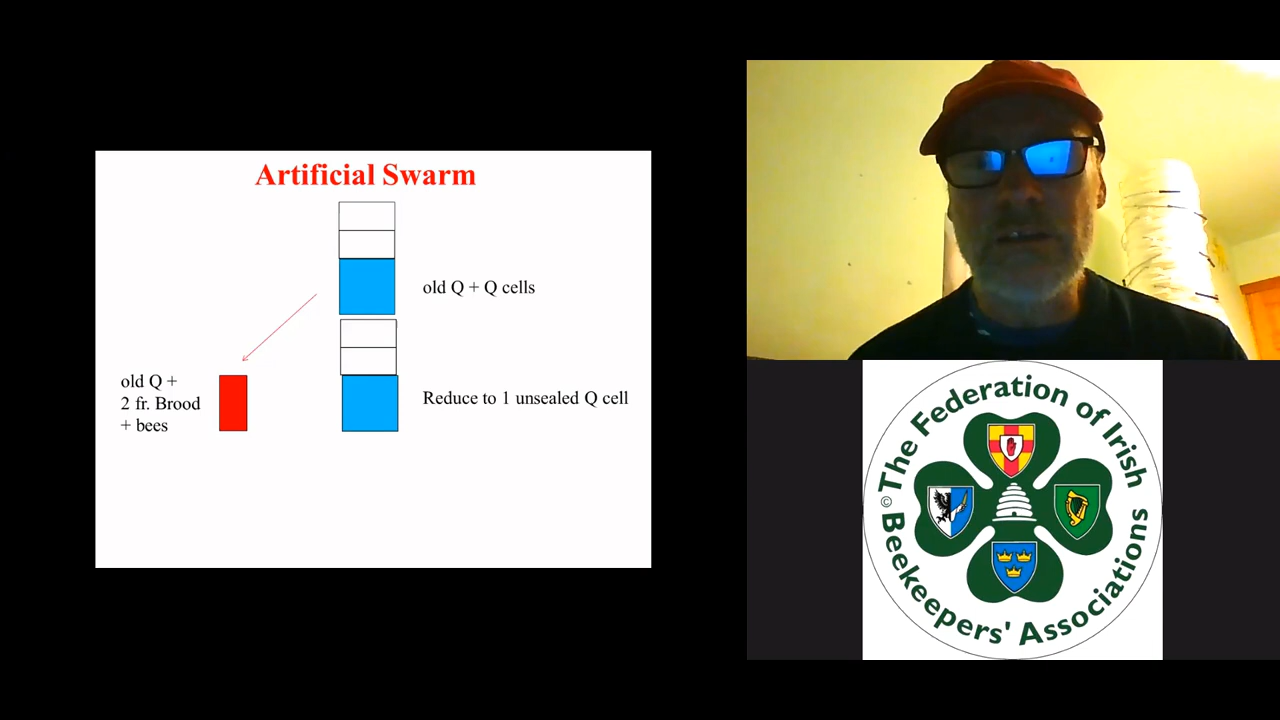 Artificial Swarm
old Q + Q cells
old Q +
2 fr. Brood
+ bees
Reduce to 1 unsealed Q cell
The Federation of Irish
© Beekeepers' Associations